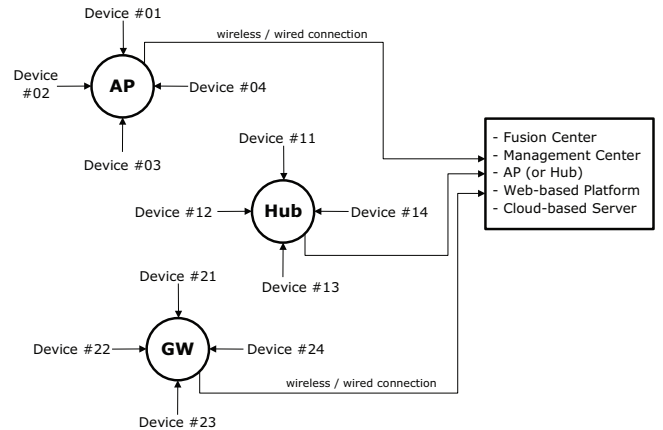 Device #01
wireless / wired connection
Device
#02
AP
Device #04
Device #03
Device #11
Device #12
Hub
Device #14
Device #13
- Fusion Center
- Management Center
- AP (or Hub)
- Web-based Platform
- Cloud-based Server
Device #21
Device #22
GW
Device #24
wireless / wired connection
Device #23